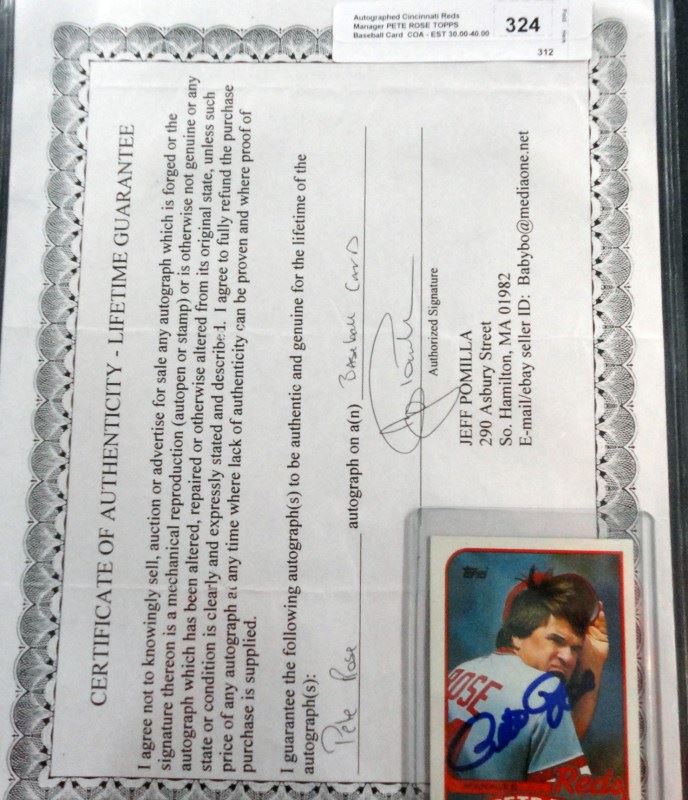 Autographed Cincinnati Reds
Manager PETE ROSE TOPPS
Baseball Card COA - EST 30.00-40.00
324
312
CERTIFICATE OF AUTHENTICITY - LIFETIME GUARANTEE
I agree not to knowingly sell, auction or advertise for sale any autograph which is forged or the
signature thereon is a mechanical reproduction (autopen or stamp) or is otherwise not genuine or any
autograph which has been altered, repaired or otherwise altered from its original state, unless such
state or condition is clearly and expressly stated and described. I agree to fully refund the purchase
price of any autograph at any time where lack of authenticity can be proven and where proof of
purchase is supplied.
I guarantee the following autograph(s) to be authentic and genuine for the lifetime of the
autograph(s):
Pete Rose autograph on a(n) Baseball Card
Authorized Signature
JEFF POMILLA
290 Asbury Street
So. Hamilton, MA 01982
E-mail/ebay seller ID: Babybo@mediaone.net
Topps
ROSE
Pete Rose
Reds
PETE